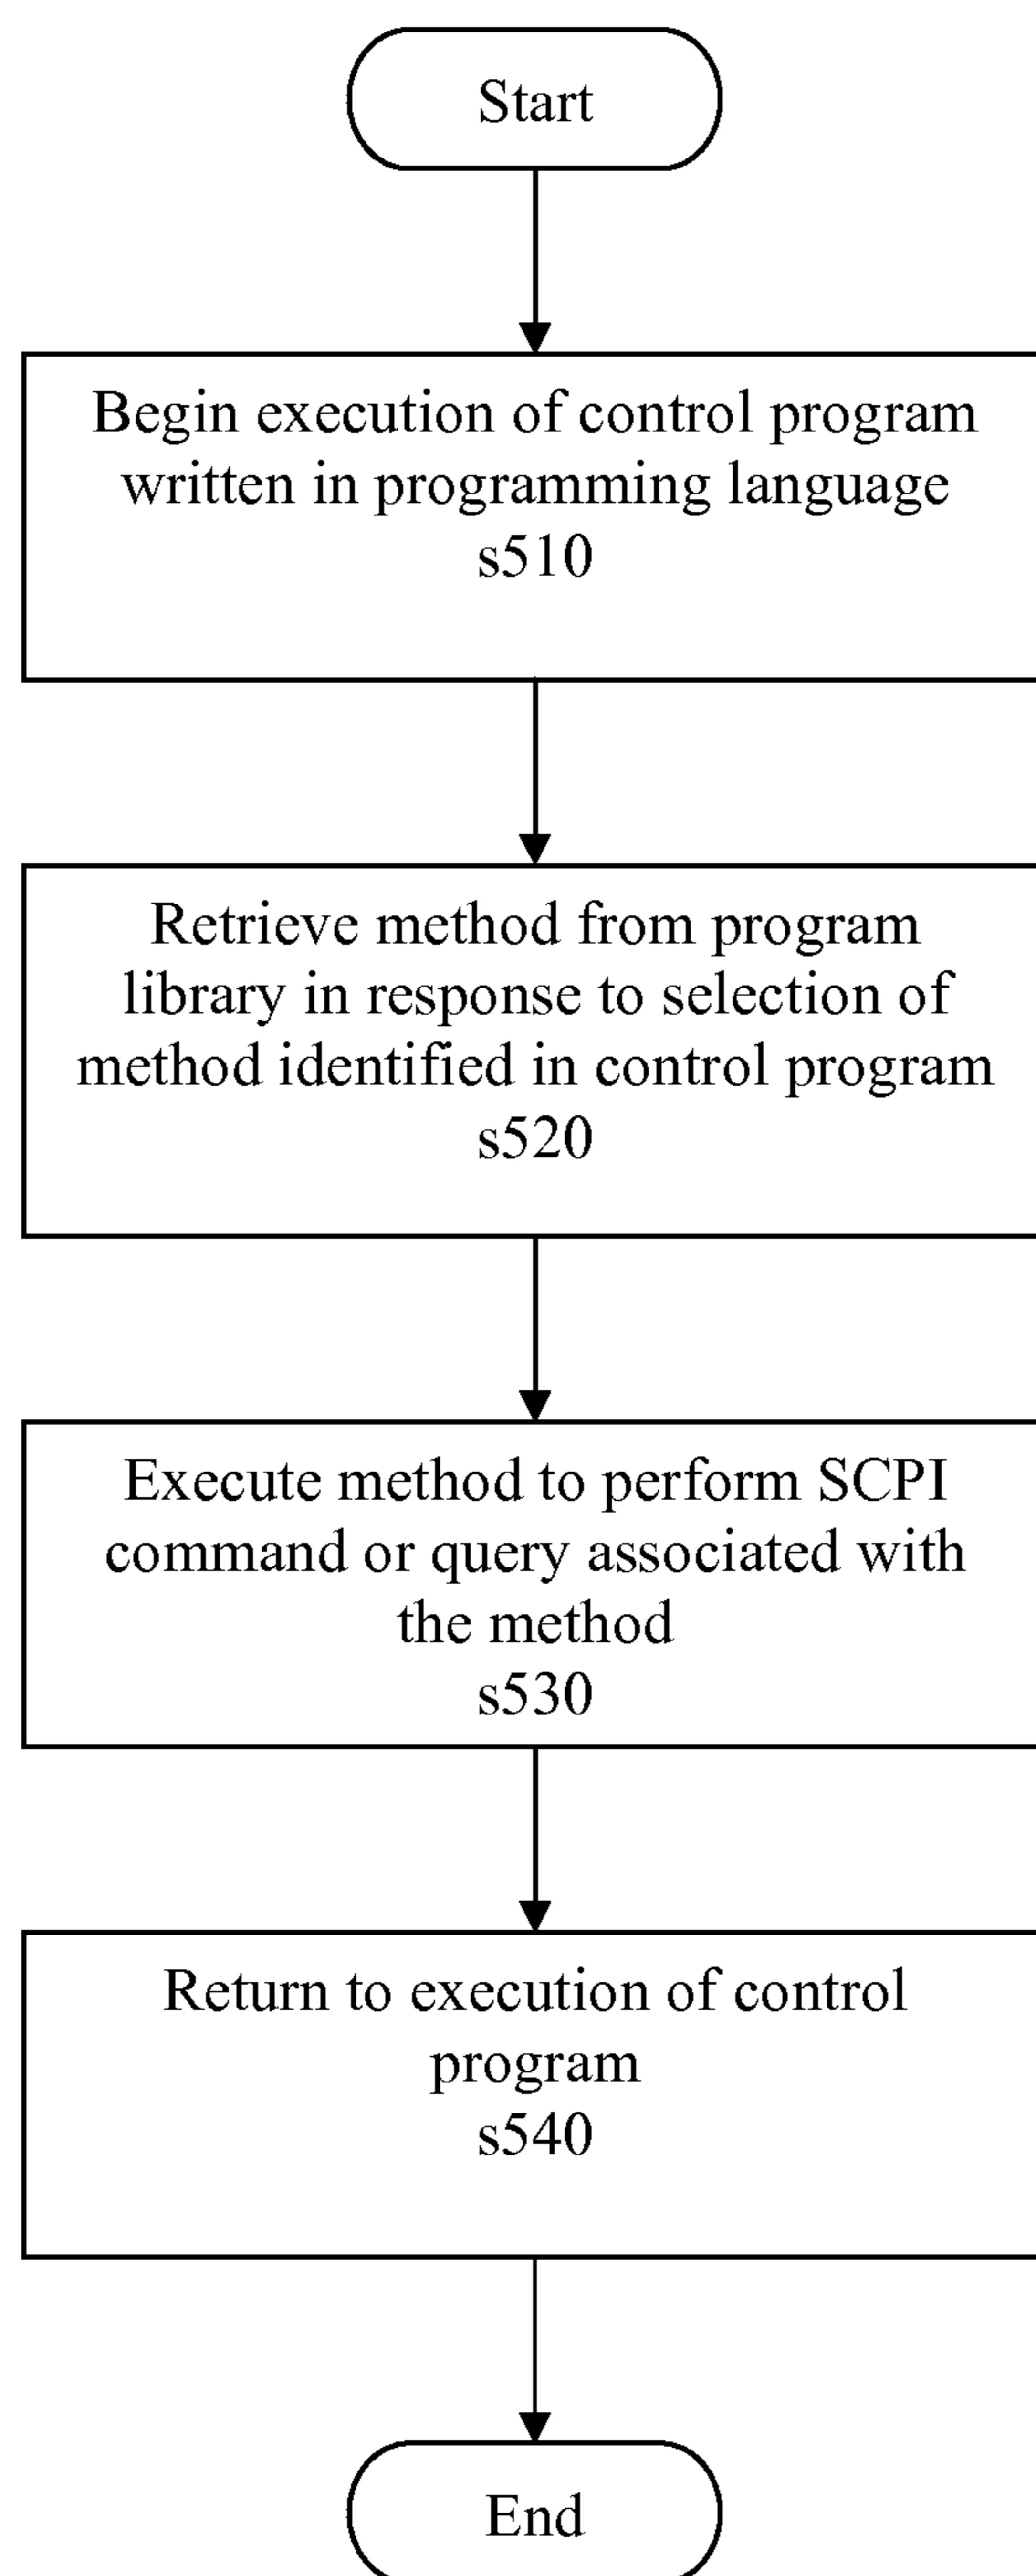 Start
Begin execution of control program
written in programming language
s510
Retrieve method from program
library in response to selection of
method identified in control program
s520
Execute method to perform SCPI
command or query associated with
the method
s530
Return to execution of control
program
s540
End